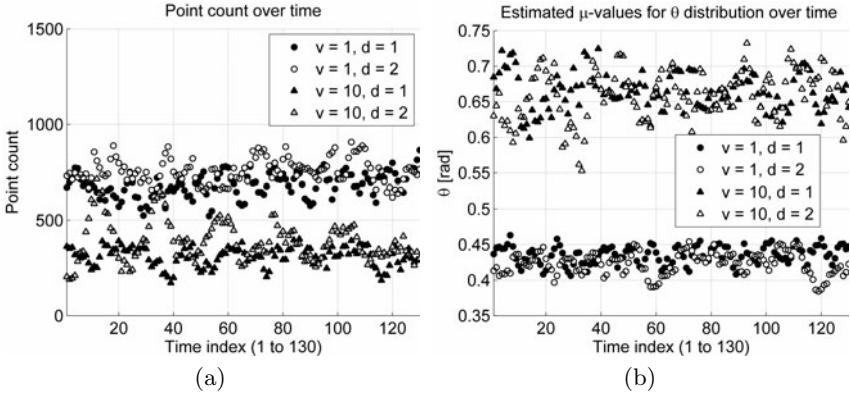 Point count over time
1500
1000
500
0
Point count
v = 1, d = 1
v = 1, d = 2
v = 10, d = 1
v = 10, d = 2
20 40 60 80 100 120
Time index (1 to 130)
(a)
Estimated µ-values for θ distribution over time
0.75
0.7
0.65
0.6
0.55
0.5
0.45
0.4
0.35
θ [rad]
v = 1, d = 1
v = 1, d = 2
v = 10, d = 1
v = 10, d = 2
20 40 60 80 100 120
Time index (1 to 130)
(b)